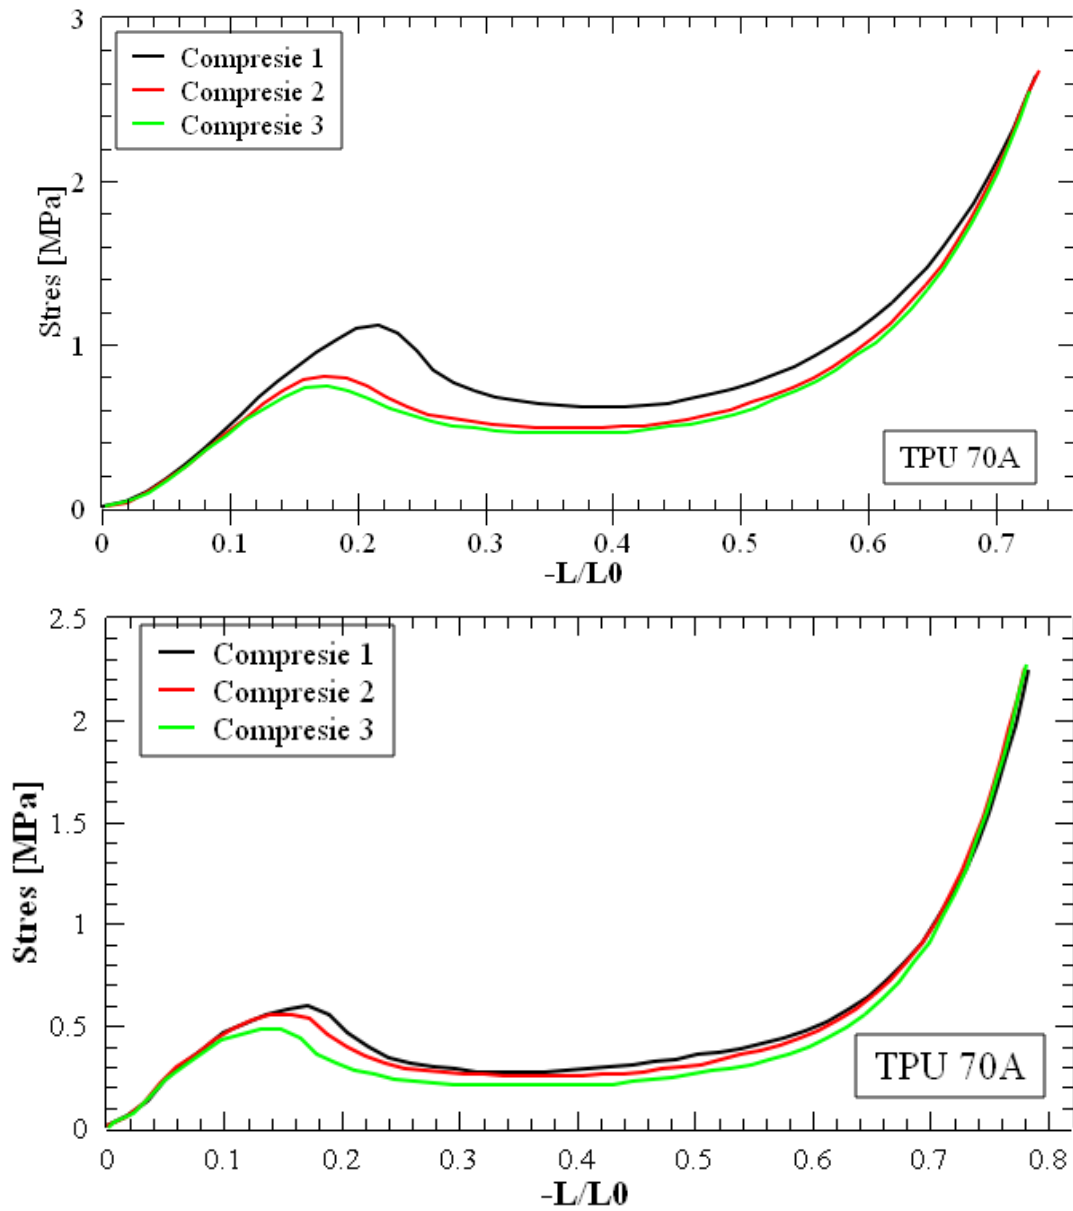 3
Compresie 1
Compresie 2
Compresie 3
2
Stres [MPa]
1
TPU 70A
0
0 0.1 0.2 0.3 0.4 0.5 0.6 0.7
-L/L0
2.5
Compresie 1
Compresie 2
Compresie 3
2
Stres [MPa]
1.5
1
0.5
TPU 70A
0
0 0.1 0.2 0.3 0.4 0.5 0.6 0.7 0.8
-L/L0